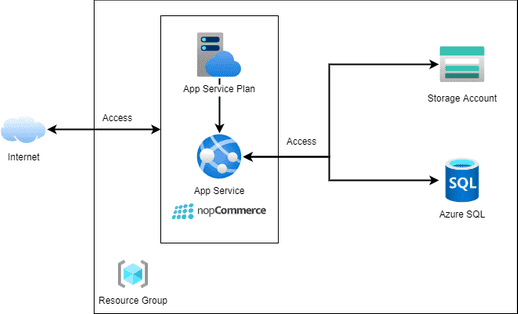 App Service Plan
Storage Account
Access
Access
Internet
App Service
nopCommerce
SQL
Azure SQL
Resource Group